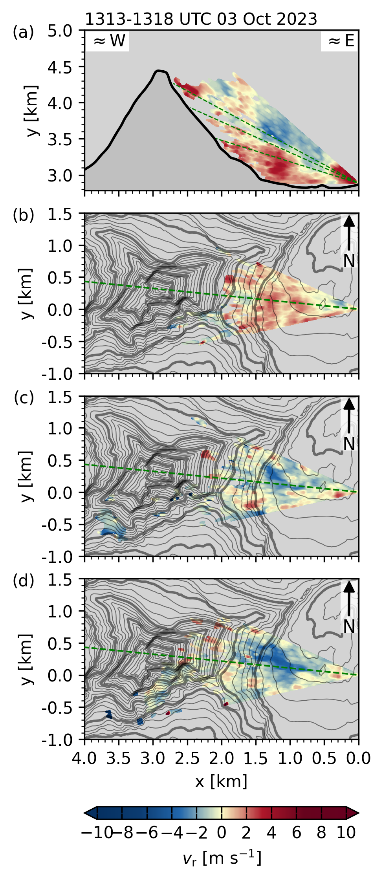 1313-1318 UTC 03 Oct 2023
(a)
≈ W
≈ E
5.0
4.5
4.0
3.5
3.0
y [km]
(b)
1.5
1.0
0.5
0.0
-0.5
-1.0
y [km]
N
(c)
1.5
1.0
0.5
0.0
-0.5
-1.0
y [km]
N
(d)
1.5
1.0
0.5
0.0
-0.5
-1.0
y [km]
N
4.0 3.5 3.0 2.5 2.0 1.5 1.0 0.5 0.0
x [km]
−10 −8 −6 −4 −2 0 2 4 6 8 10
vr [m s⁻¹]